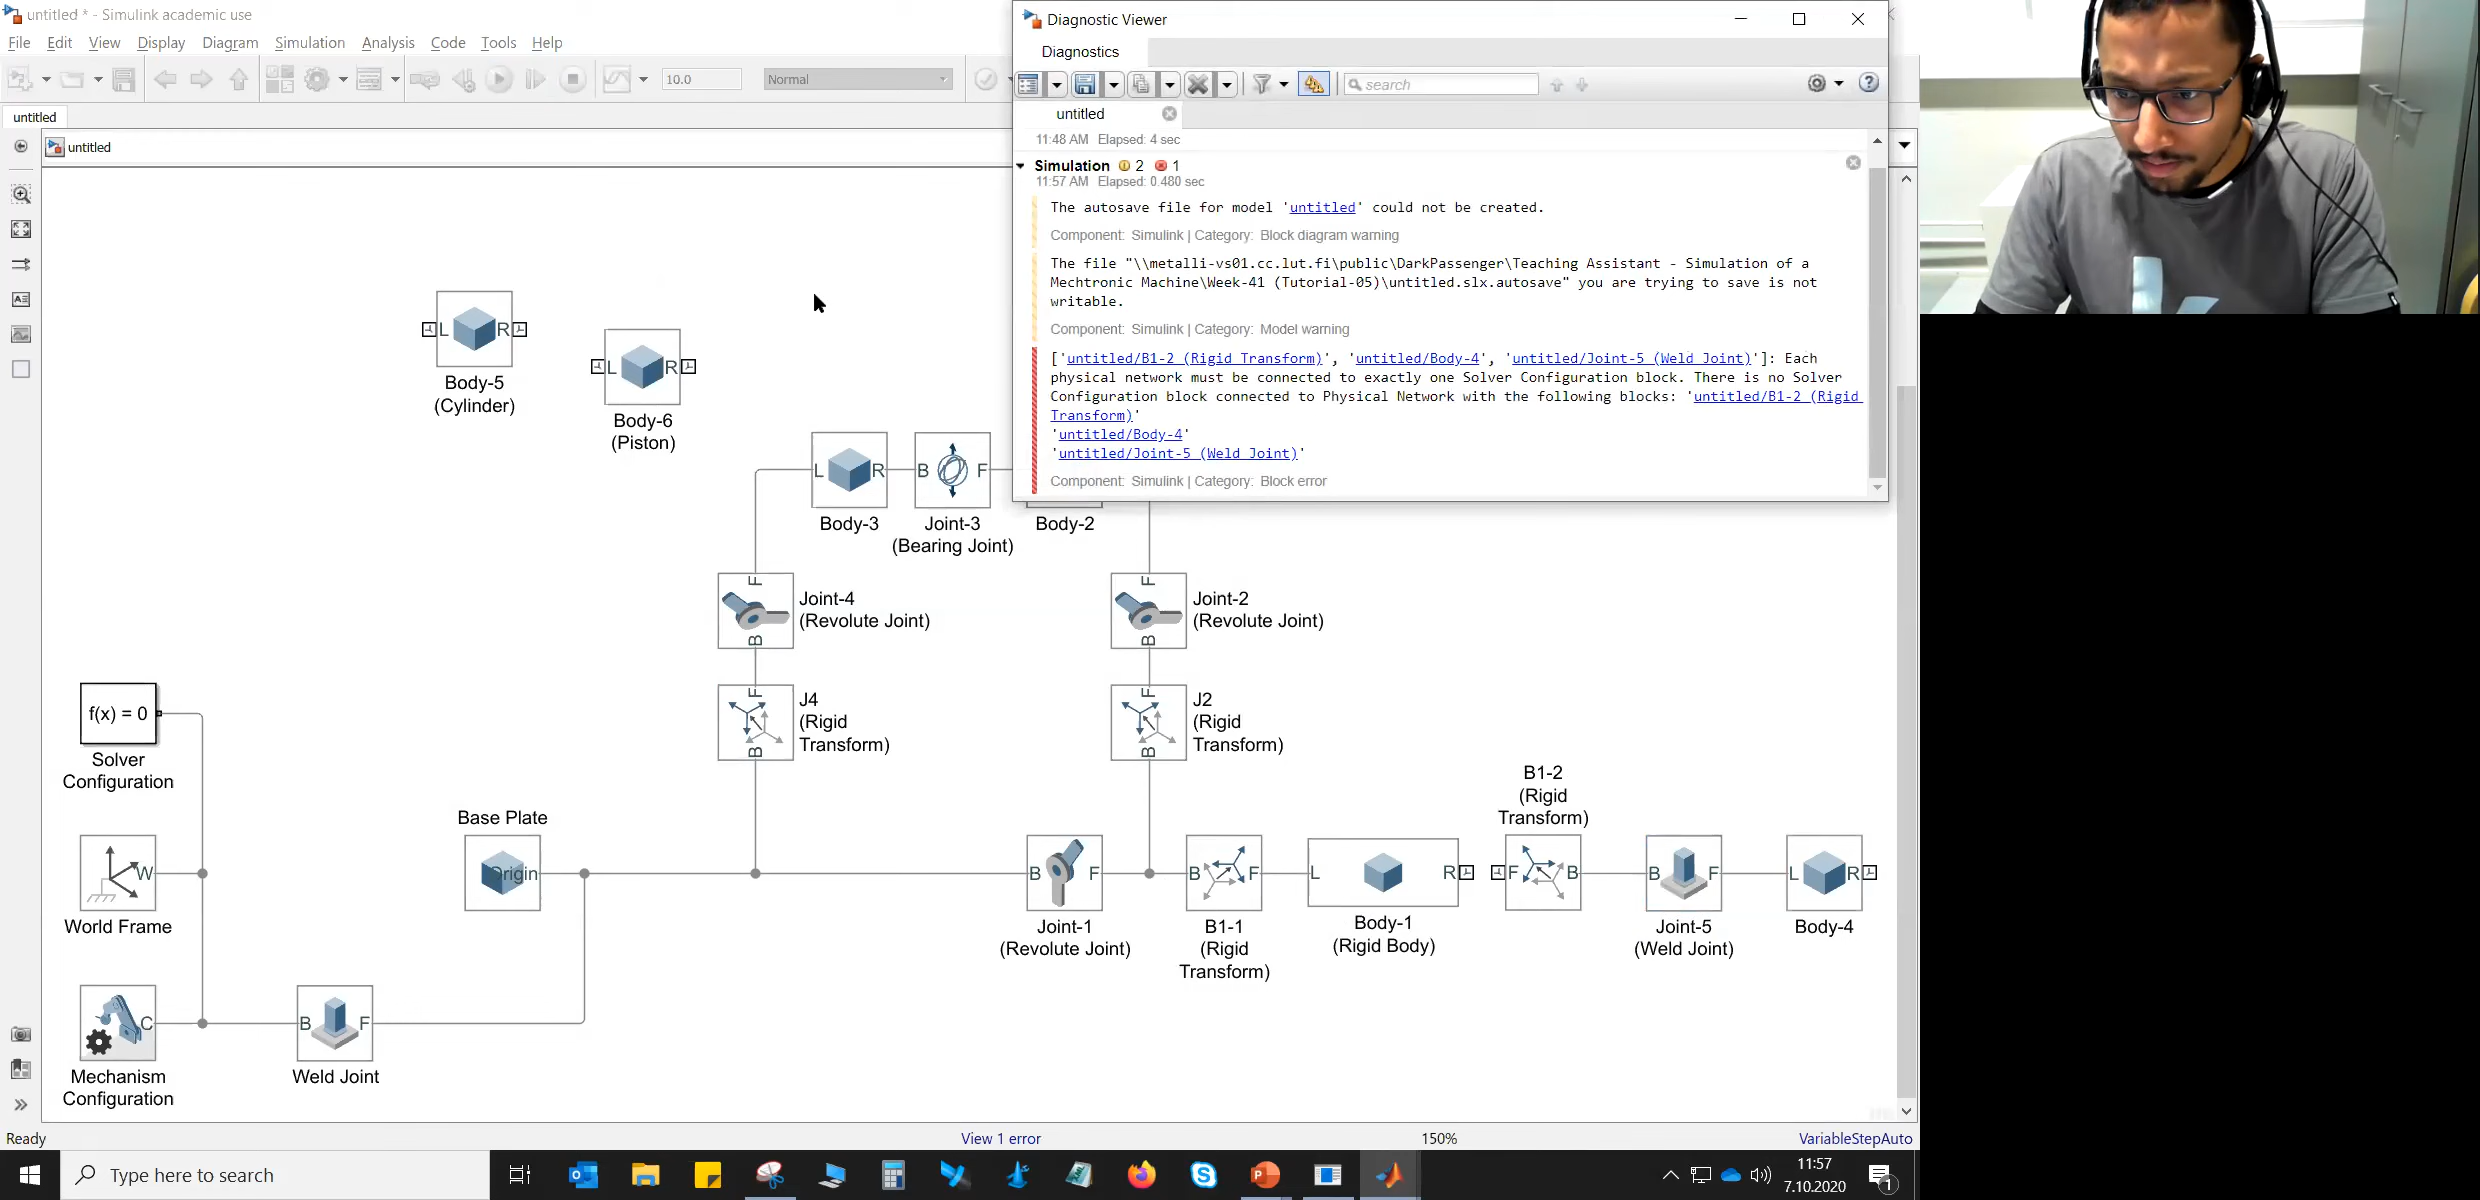 untitled * - Simulink academic use
File Edit View Display Diagram Simulation Analysis Code Tools Help
10.0
Normal
untitled
untitled
Diagnostic Viewer
Diagnostics
search
untitled
11:48 AM Elapsed: 4 sec
Simulation 2 1
11:57 AM Elapsed: 0.480 sec
The autosave file for model 'untitled' could not be created.
Component: Simulink | Category: Block diagram warning
The file "\\metalli-vs01.cc.lut.fi\public\DarkPassenger\Teaching Assistant - Simulation of a
Mechtronic Machine\Week-41 (Tutorial-05)\untitled.slx.autosave" you are trying to save is not
writable.
Component: Simulink | Category: Model warning
['untitled/B1-2 (Rigid Transform)', 'untitled/Body-4', 'untitled/Joint-5 (Weld Joint)']: Each
physical network must be connected to exactly one Solver Configuration block. There is no Solver
Configuration block connected to Physical Network with the following blocks: 'untitled/B1-2 (Rigid
Transform)'
'untitled/Body-4'
'untitled/Joint-5 (Weld Joint)'
Component: Simulink | Category: Block error
L R
Body-5
(Cylinder)
L R
Body-6
(Piston)
L R
Body-3
B F
Joint-3
(Bearing Joint)
Body-2
F
B
Joint-4
(Revolute Joint)
F
B
Joint-2
(Revolute Joint)
F
B
J4
(Rigid
Transform)
F
B
J2
(Rigid
Transform)
f(x) = 0
Solver
Configuration
W
World Frame
C
Mechanism
Configuration
B F
Weld Joint
Base Plate
Origin
B F
Joint-1
(Revolute Joint)
B F
B1-1
(Rigid
Transform)
L R
Body-1
(Rigid Body)
B1-2
(Rigid
Transform)
F B
B F
Joint-5
(Weld Joint)
L R
Body-4
Ready
View 1 error
150%
VariableStepAuto
Type here to search
11:57
7.10.2020
1